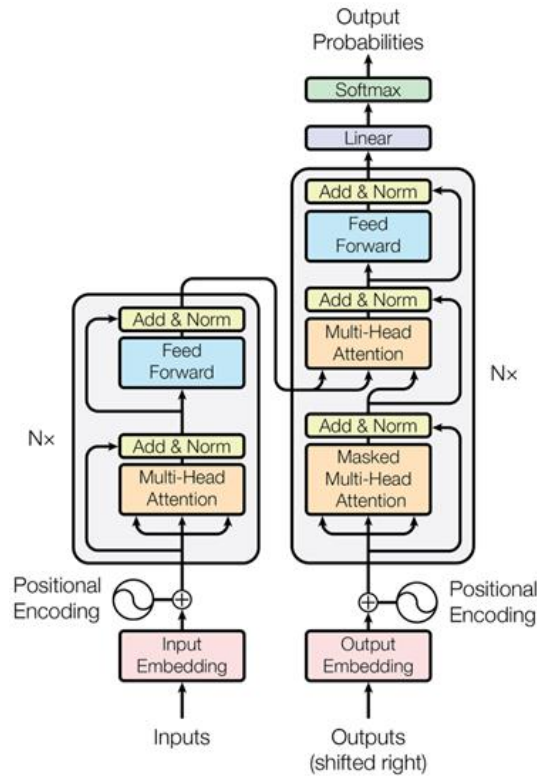 Output
Probabilities
Softmax
Linear
Add & Norm
Feed
Forward
Add & Norm
Multi-Head
Attention
Add & Norm
Masked
Multi-Head
Attention
N×
Add & Norm
Feed
Forward
Add & Norm
Multi-Head
Attention
N×
Positional
Encoding
Positional
Encoding
Input
Embedding
Output
Embedding
Inputs
Outputs
(shifted right)